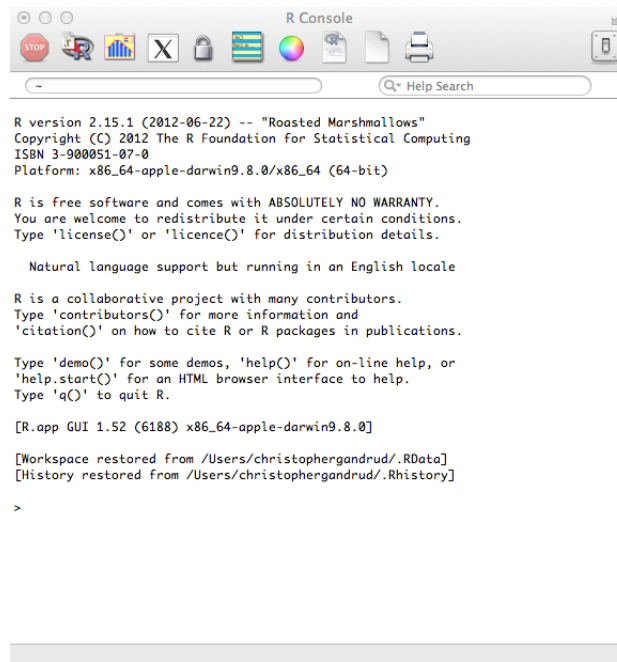 R Console
STOP
R
X
R
~
Help Search
R version 2.15.1 (2012-06-22) -- "Roasted Marshmallows"
Copyright (C) 2012 The R Foundation for Statistical Computing
ISBN 3-900051-07-0
Platform: x86_64-apple-darwin9.8.0/x86_64 (64-bit)
R is free software and comes with ABSOLUTELY NO WARRANTY.
You are welcome to redistribute it under certain conditions.
Type 'license()' or 'licence()' for distribution details.
Natural language support but running in an English locale
R is a collaborative project with many contributors.
Type 'contributors()' for more information and
'citation()' on how to cite R or R packages in publications.
Type 'demo()' for some demos, 'help()' for on-line help, or
'help.start()' for an HTML browser interface to help.
Type 'q()' to quit R.
[R.app GUI 1.52 (6188) x86_64-apple-darwin9.8.0]
[Workspace restored from /Users/christophergandrud/.RData]
[History restored from /Users/christophergandrud/.Rhistory]
>